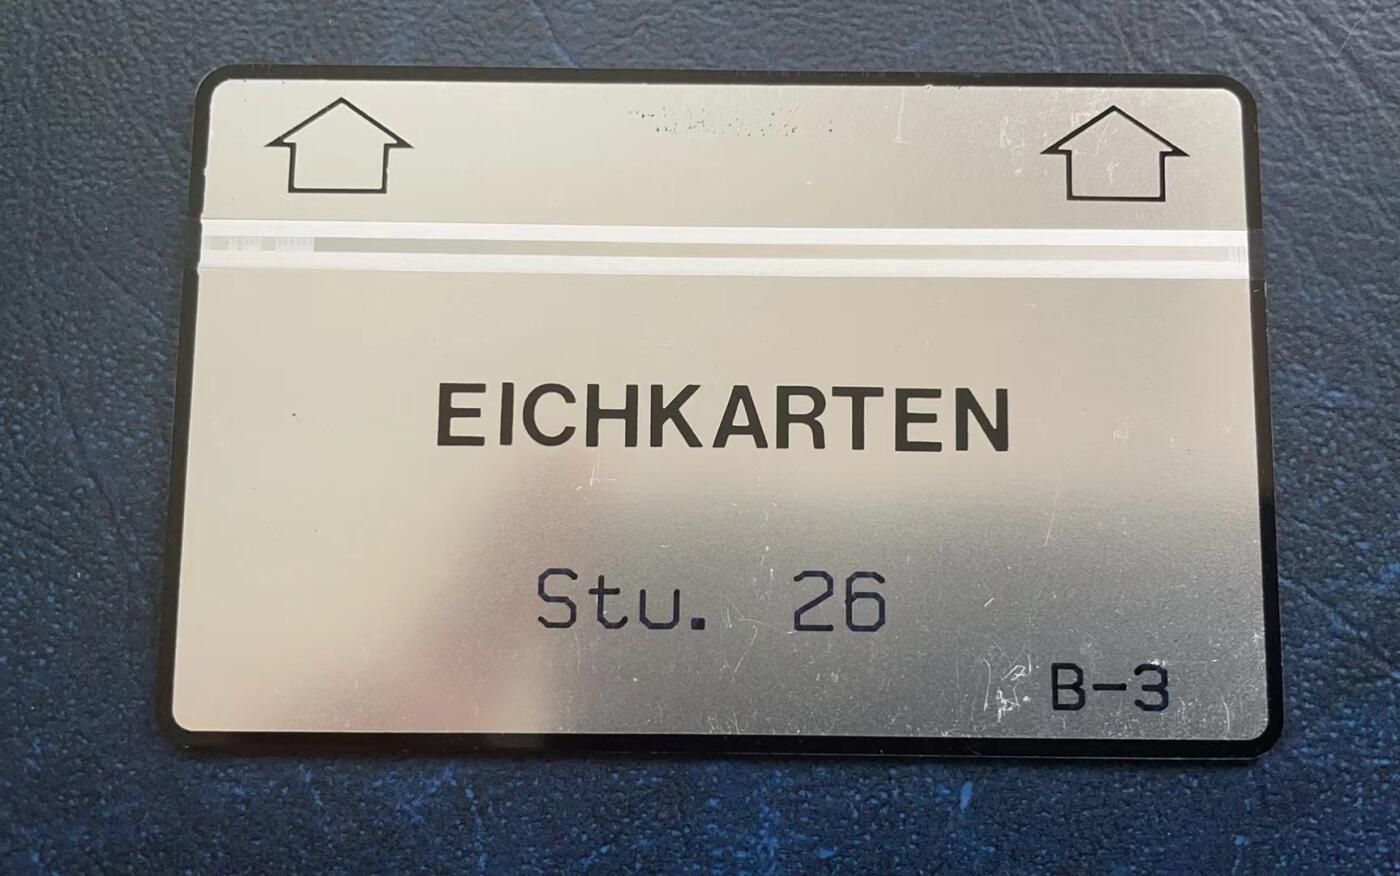 EICHKARTEN
Stu. 26
B-3